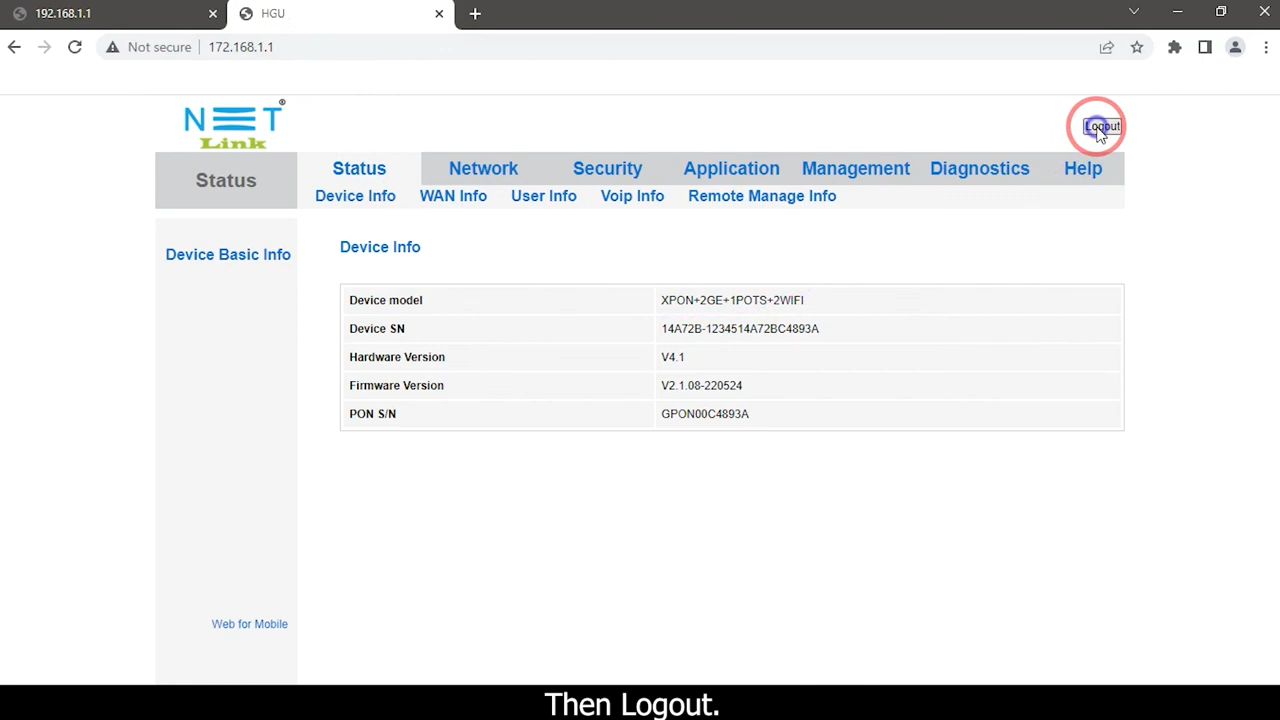 192.168.1.1
HGU
Not secure
172.168.1.1
NET®
Link
Logout
Status
Status Network Security Application Management Diagnostics Help
Device Info WAN Info User Info Voip Info Remote Manage Info
Device Basic Info
Device Info
Device model XPON+2GE+1POTS+2WIFI
Device SN 14A72B-1234514A72BC4893A
Hardware Version V4.1
Firmware Version V2.1.08-220524
PON S/N GPON00C4893A
Web for Mobile
Then Logout.